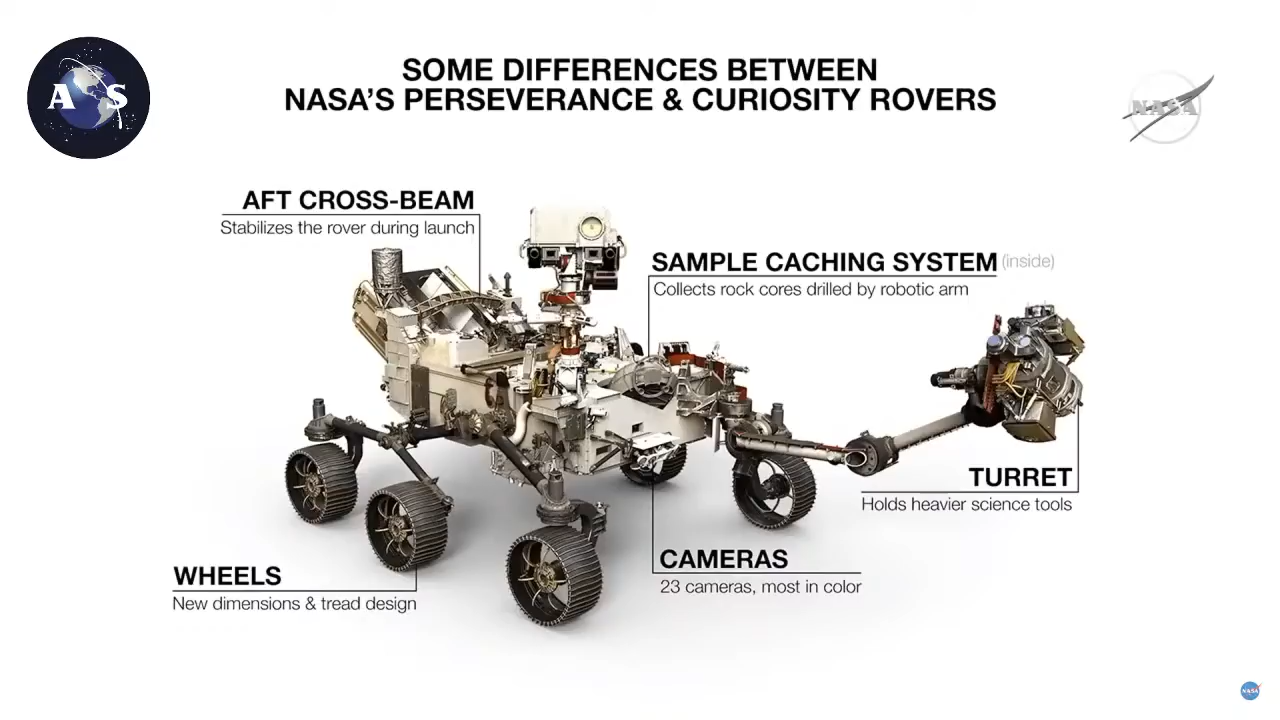 SOME DIFFERENCES BETWEEN
NASA'S PERSEVERANCE & CURIOSITY ROVERS
A S
NASA
AFT CROSS-BEAM
Stabilizes the rover during launch
SAMPLE CACHING SYSTEM (inside)
Collects rock cores drilled by robotic arm
TURRET
Holds heavier science tools
CAMERAS
23 cameras, most in color
WHEELS
New dimensions & tread design
NASA